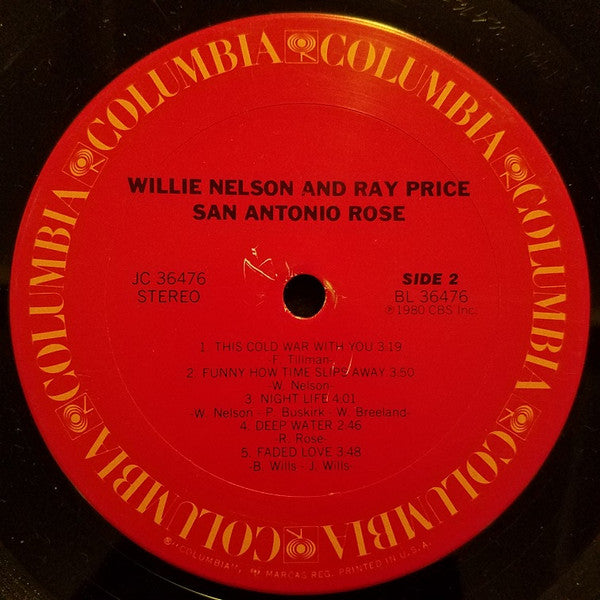 COLUMBIA COLUMBIA COLUMBIA COLUMBIA COLUMBIA COLUMBIA
WILLIE NELSON AND RAY PRICE
SAN ANTONIO ROSE
JC 36476
STEREO
SIDE 2
BL 36476
℗ 1980 CBS Inc.
1. THIS COLD WAR WITH YOU 3:19
F. Tillman
2. FUNNY HOW TIME SLIPS AWAY 3:50
-W. Nelson-
3. NIGHT LIFE 4:01
-W. Nelson - P. Buskirk - W. Breeland-
4. DEEP WATER 2:46
-R. Rose-
5. FADED LOVE 3:48
-B. Wills - J. Wills-
"COLUMBIA", MARCAS REG. PRINTED IN U.S.A.